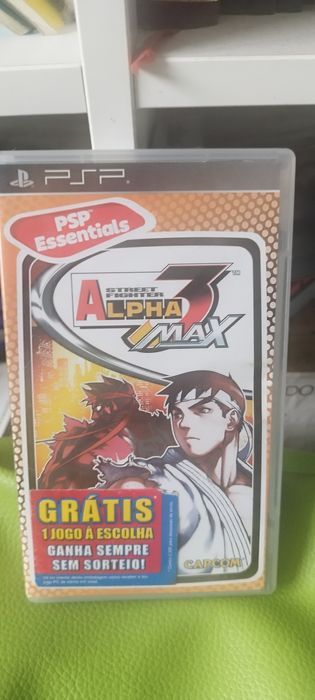 PSP
PSP Essentials
STREET
FIGHTER
ALPHA 3
MAX
GRÁTIS
1 JOGO À ESCOLHA
GANHA SEMPRE
SEM SORTEIO!
CAPCOM